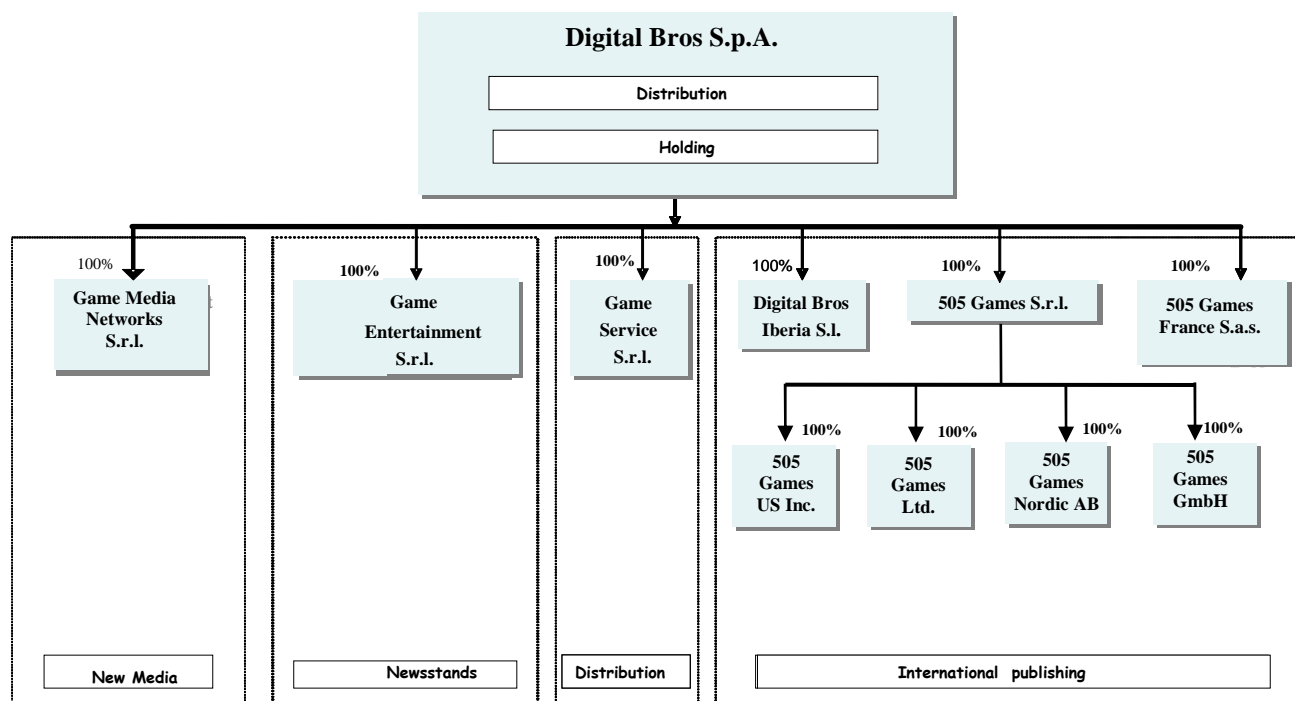 Digital Bros S.p.A.
Distribution
Holding
100%
Game Media
Networks
S.r.l.
100%
Game
Entertainment
S.r.l.
100%
Game
Service
S.r.l.
100%
Digital Bros
Iberia S.l.
100%
505 Games S.r.l.
100%
505 Games
France S.a.s.
100%
505
Games
US Inc.
100%
505
Games
Ltd.
100%
505
Games
Nordic AB
100%
505
Games
GmbH
New Media
Newsstands
Distribution
International publishing